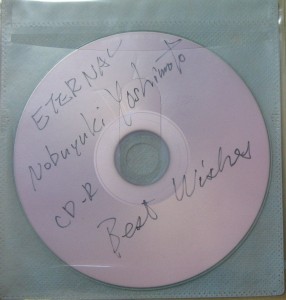 ETERNAL
Nobuyuki Yoshimoto
CD-R
Best Wishes